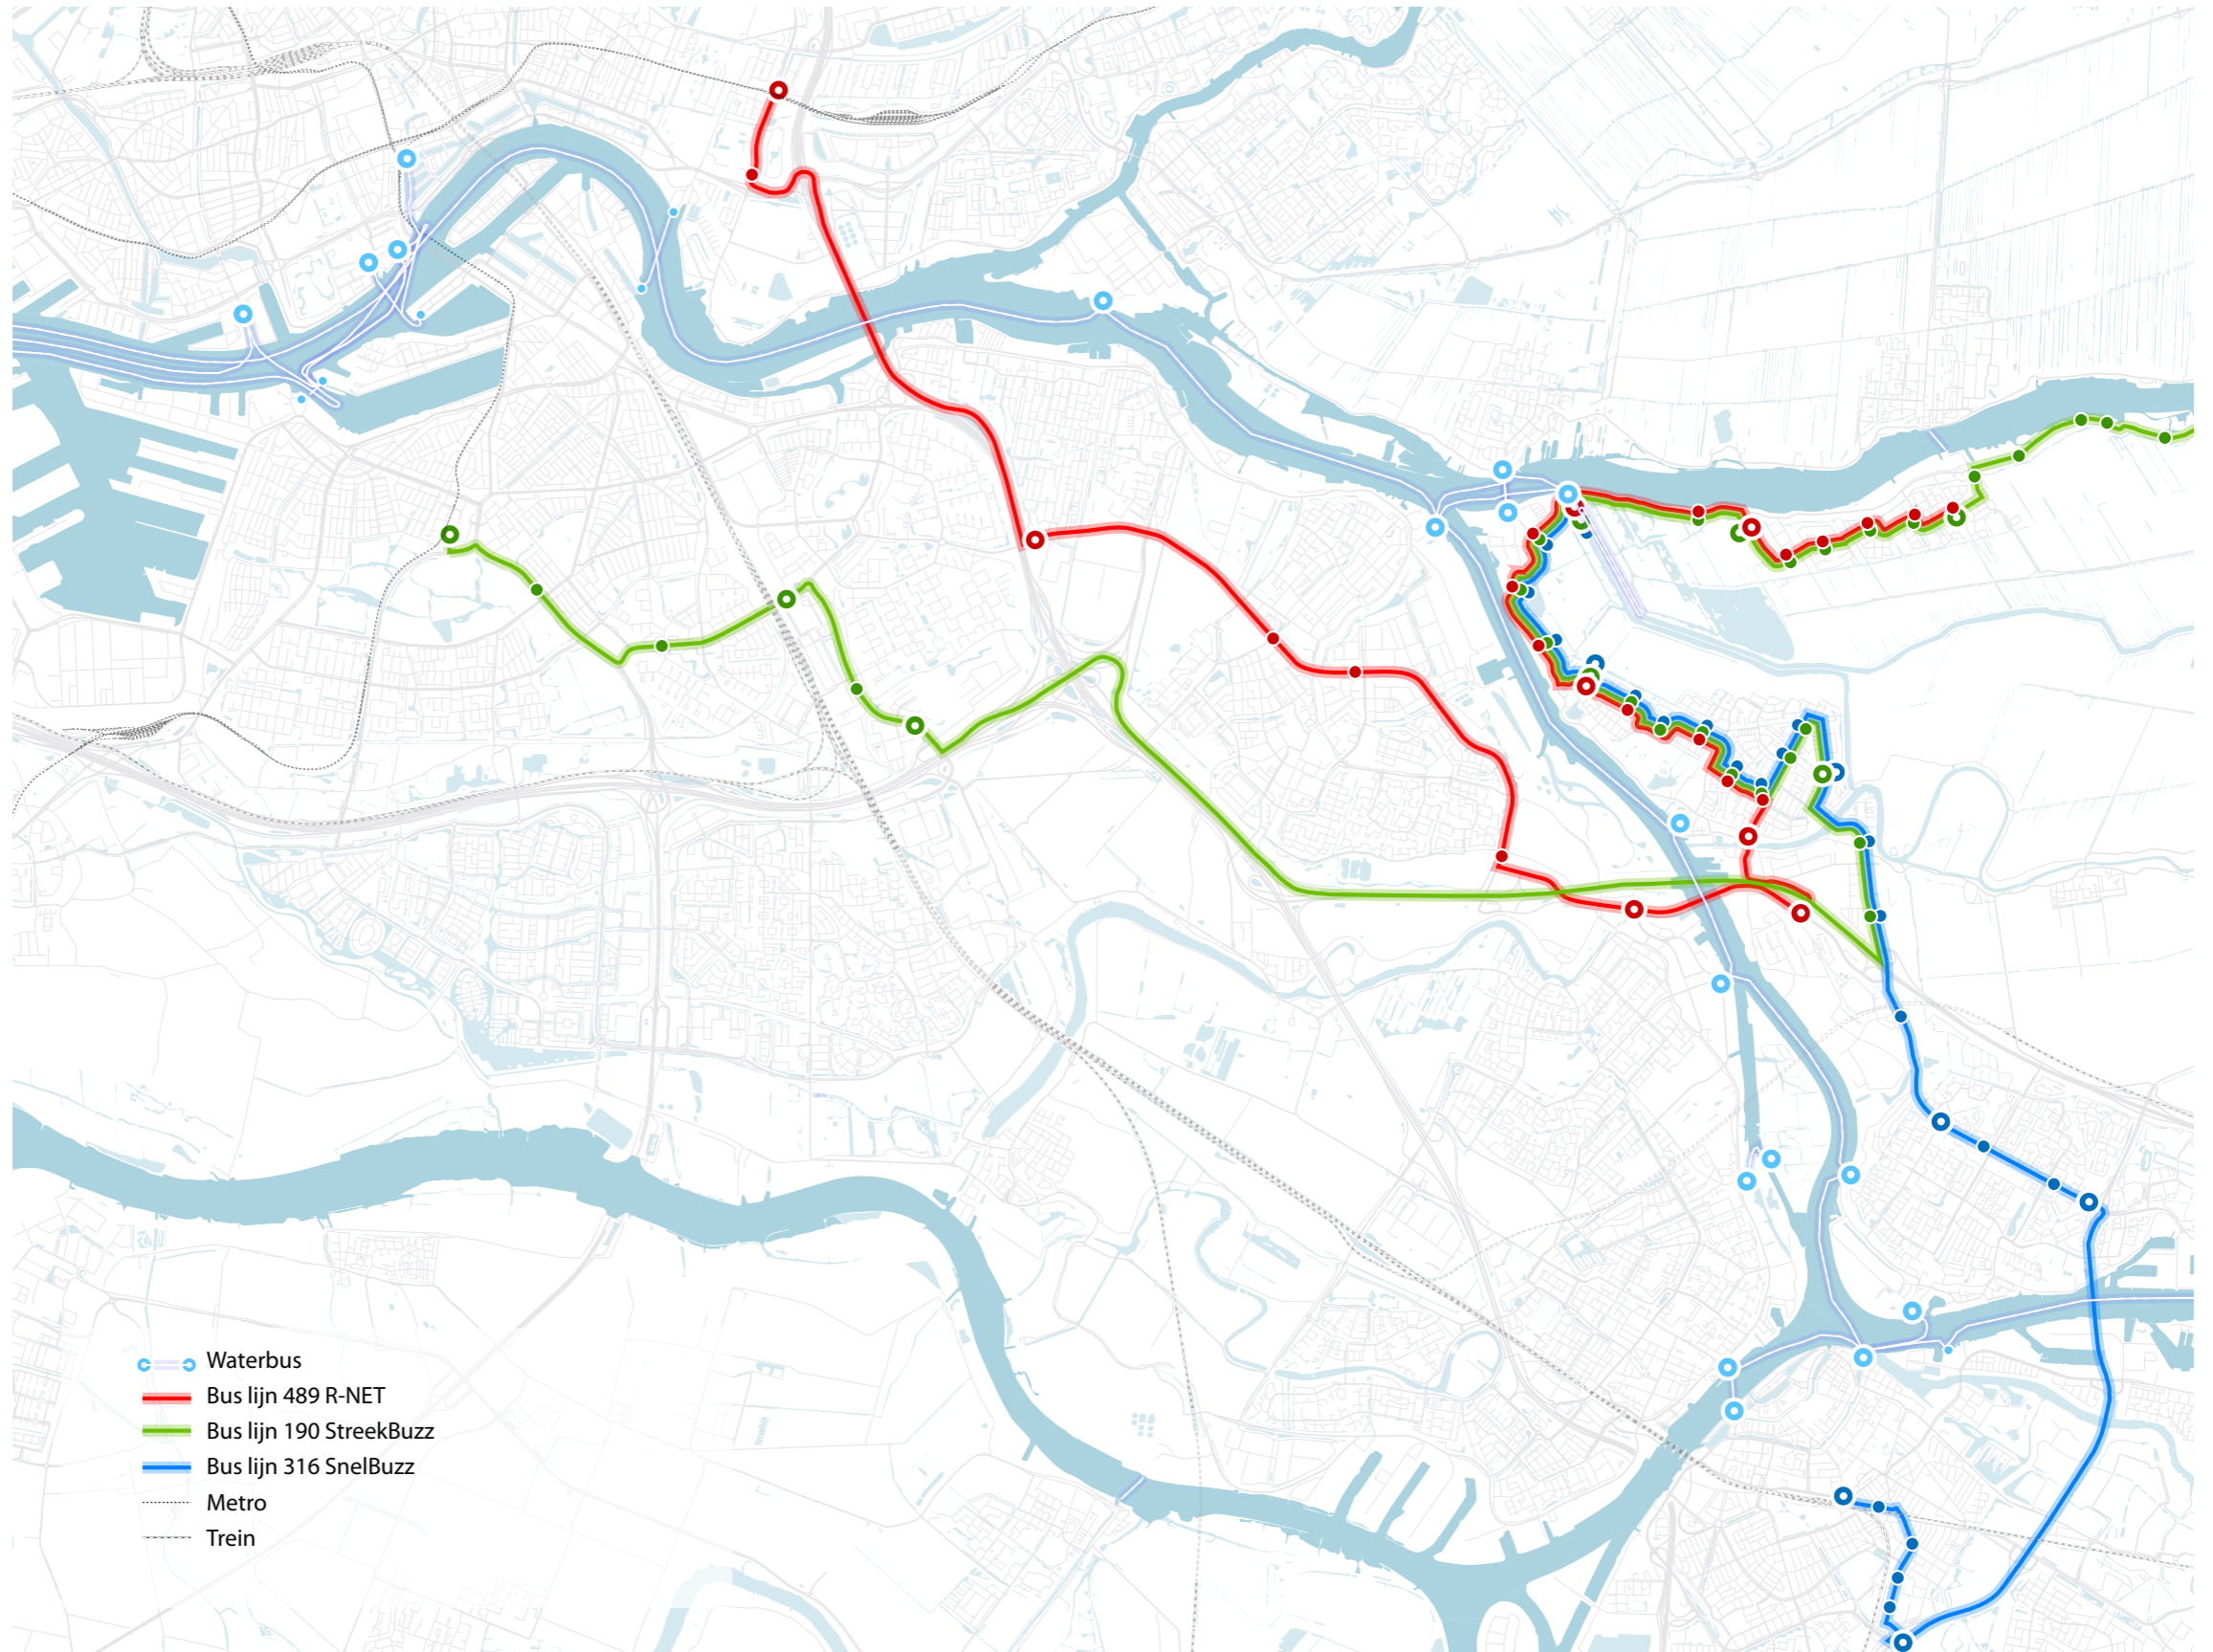 Waterbus
Bus lijn 489 R-NET
Bus lijn 190 StreekBuzz
Bus lijn 316 SnelBuzz
Metro
Trein